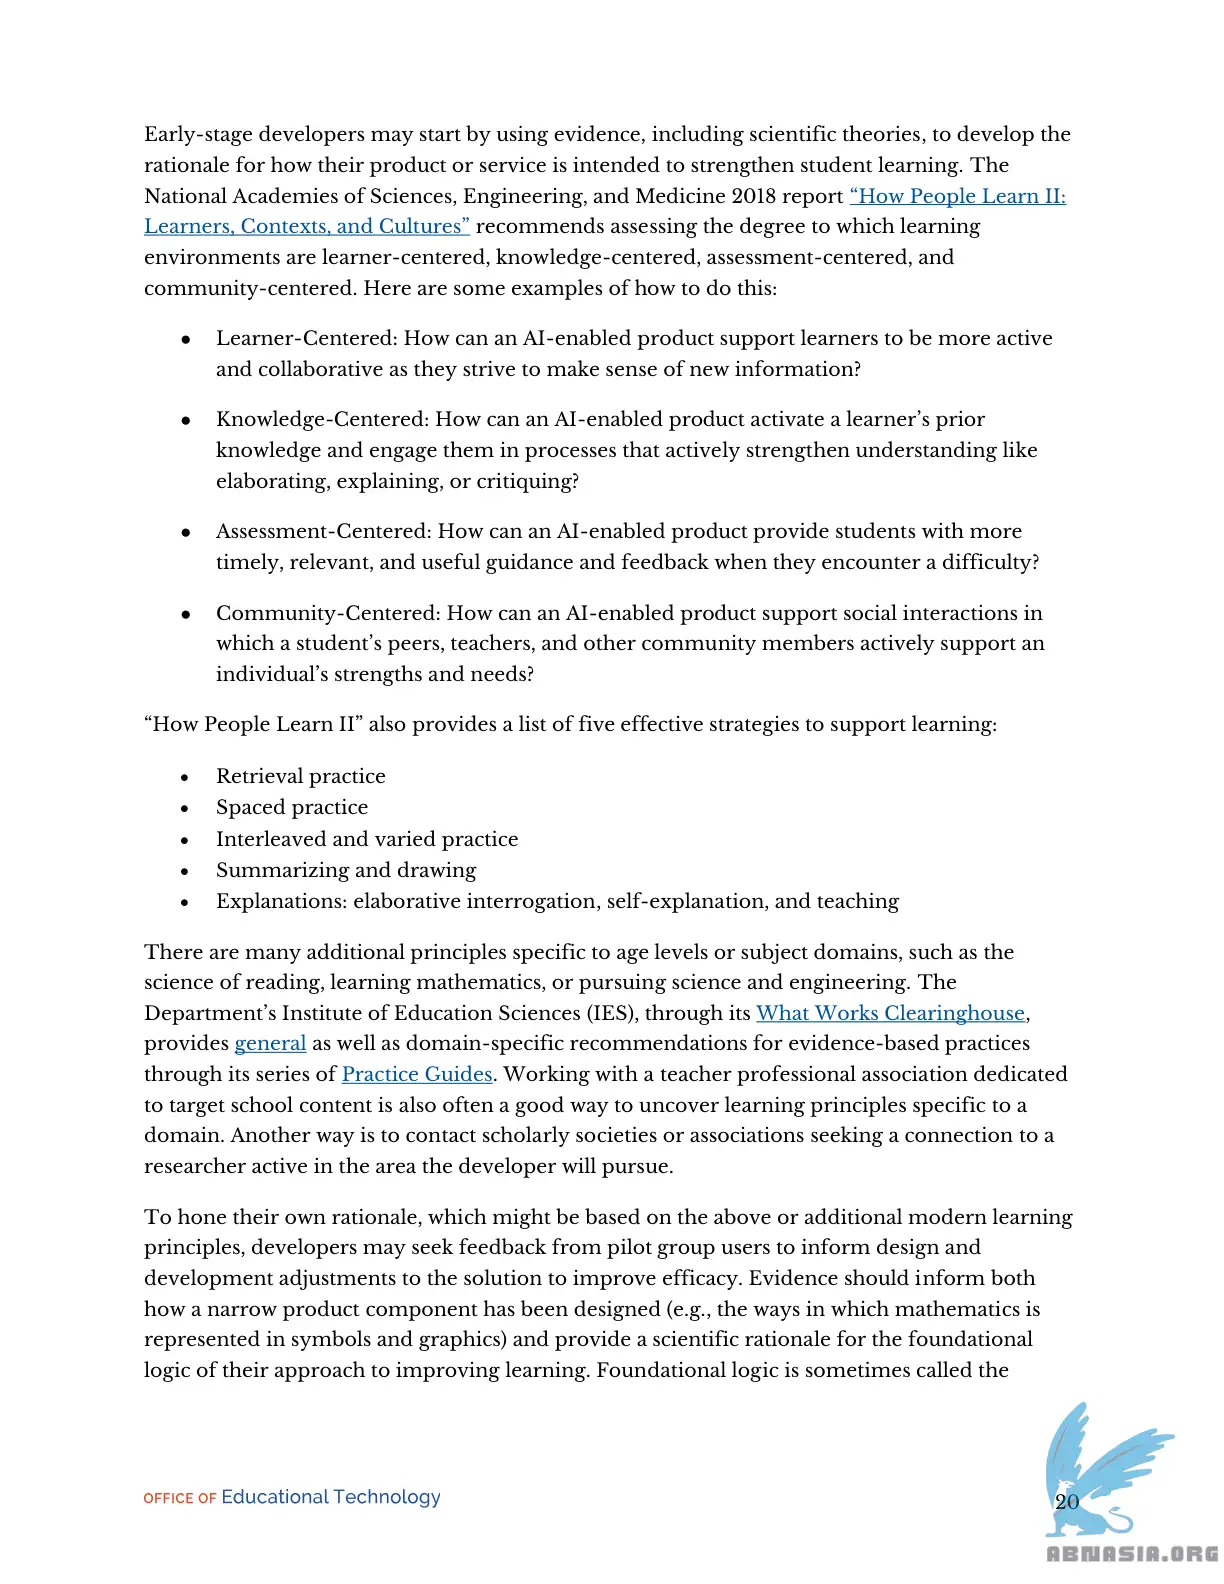 Early-stage developers may start by using evidence, including scientific theories, to develop the
rationale for how their product or service is intended to strengthen student learning. The
National Academies of Sciences, Engineering, and Medicine 2018 report “How People Learn II:
Learners, Contexts, and Cultures” recommends assessing the degree to which learning
environments are learner-centered, knowledge-centered, assessment-centered, and
community-centered. Here are some examples of how to do this:
● Learner-Centered: How can an AI-enabled product support learners to be more active
and collaborative as they strive to make sense of new information?
● Knowledge-Centered: How can an AI-enabled product activate a learner’s prior
knowledge and engage them in processes that actively strengthen understanding like
elaborating, explaining, or critiquing?
● Assessment-Centered: How can an AI-enabled product provide students with more
timely, relevant, and useful guidance and feedback when they encounter a difficulty?
● Community-Centered: How can an AI-enabled product support social interactions in
which a student’s peers, teachers, and other community members actively support an
individual’s strengths and needs?
“How People Learn II” also provides a list of five effective strategies to support learning:
• Retrieval practice
• Spaced practice
• Interleaved and varied practice
• Summarizing and drawing
• Explanations: elaborative interrogation, self-explanation, and teaching
There are many additional principles specific to age levels or subject domains, such as the
science of reading, learning mathematics, or pursuing science and engineering. The
Department’s Institute of Education Sciences (IES), through its What Works Clearinghouse,
provides general as well as domain-specific recommendations for evidence-based practices
through its series of Practice Guides. Working with a teacher professional association dedicated
to target school content is also often a good way to uncover learning principles specific to a
domain. Another way is to contact scholarly societies or associations seeking a connection to a
researcher active in the area the developer will pursue.
To hone their own rationale, which might be based on the above or additional modern learning
principles, developers may seek feedback from pilot group users to inform design and
development adjustments to the solution to improve efficacy. Evidence should inform both
how a narrow product component has been designed (e.g., the ways in which mathematics is
represented in symbols and graphics) and provide a scientific rationale for the foundational
logic of their approach to improving learning. Foundational logic is sometimes called the
OFFICE OF Educational Technology
20
ABNASIA.ORG